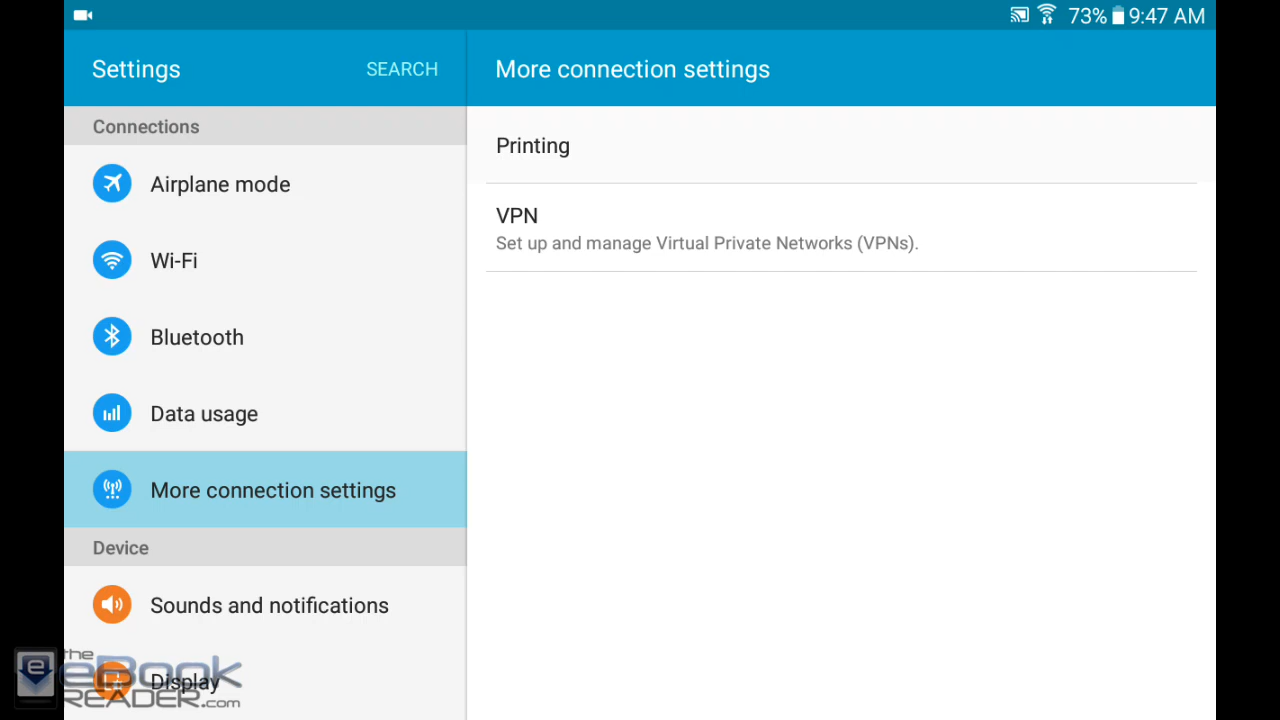 73% 9:47 AM
Settings
SEARCH
More connection settings
Connections
Airplane mode
Wi-Fi
Bluetooth
Data usage
More connection settings
Device
Sounds and notifications
Display
Printing
VPN
Set up and manage Virtual Private Networks (VPNs).
e
the
eBook
READER.com